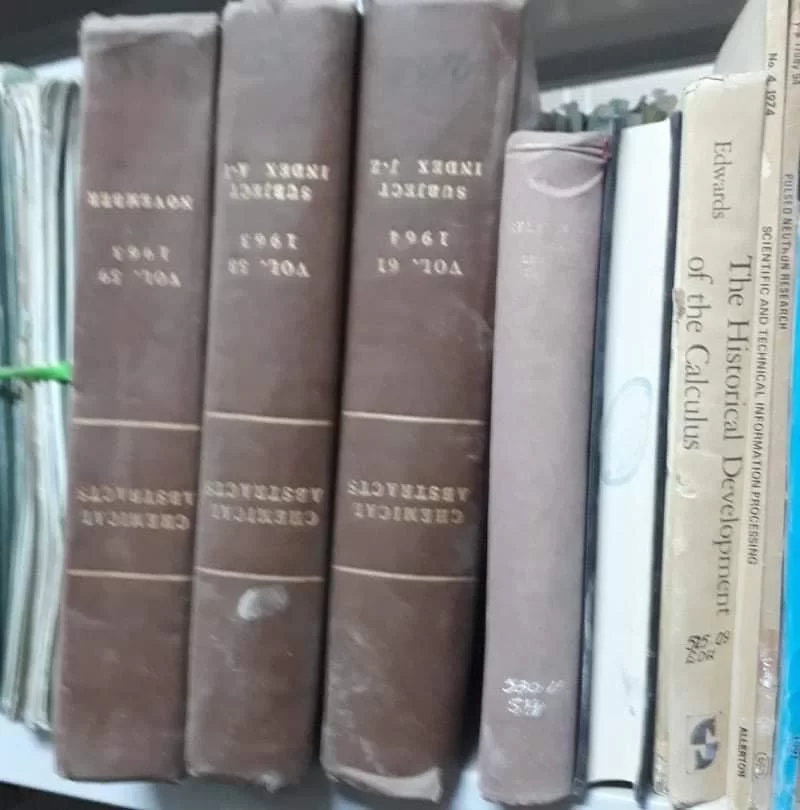 CHEMICAL
ABSTRACTS
VOL. 59
1963
NOVEMBER
CHEMICAL
ABSTRACTS
VOL. 58
1963
SUBJECT
INDEX A-I
CHEMICAL
ABSTRACTS
VOL. 61
1964
SUBJECT
INDEX J-Z
Edwards
The Historical Development
of the Calculus
No. 4, 1974
SCIENTIFIC AND TECHNICAL INFORMATION PROCESSING
ALLERTON
PULSED NEUTRON RESEARCH